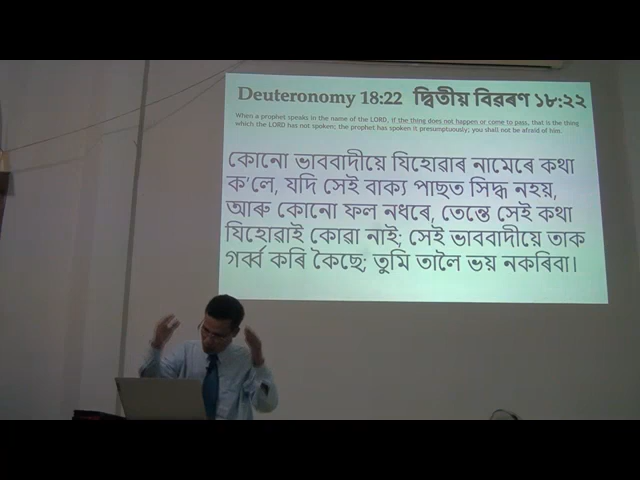 Deuteronomy 18:22 দ্বিতীয় বিৱৰণ ১৮:২২
When a prophet speaks in the name of the LORD, if the thing does not happen or come to pass, that is the thing
which the LORD has not spoken; the prophet has spoken it presumptuously; you shall not be afraid of him.
কোনো ভাববাদীয়ে যিহোৱাৰ নামেৰে কথা
ক'লে, যদি সেই বাক্য পাছত সিদ্ধ নহয়,
আৰু কোনো ফল নধৰে, তেন্তে সেই কথা
যিহোৱাই কোৱা নাই; সেই ভাববাদীয়ে তাক
গৰ্ব্ব কৰি কৈছে; তুমি তালৈ ভয় নকৰিবা।